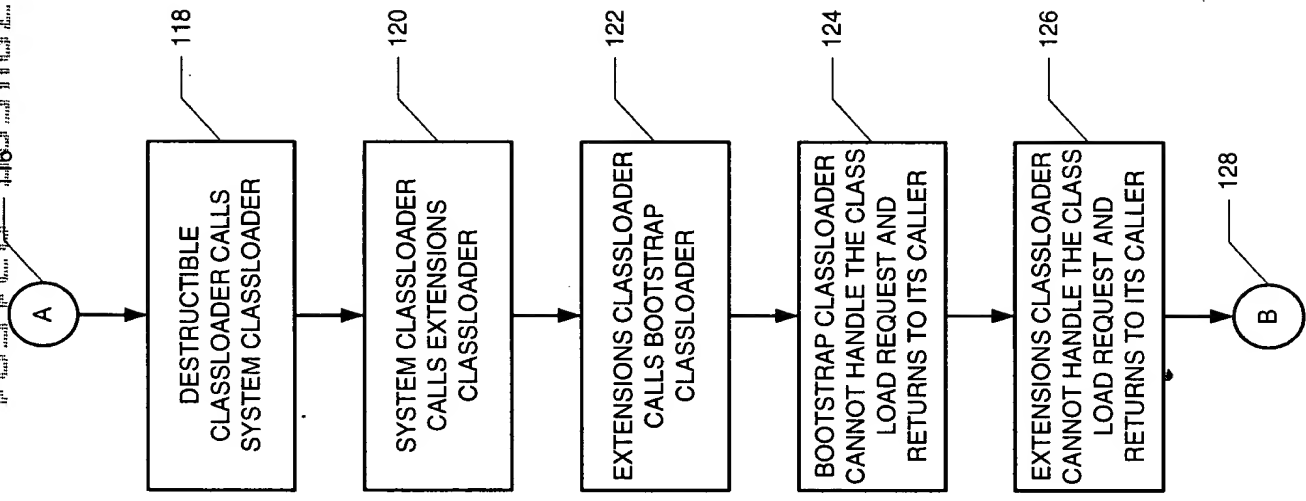 A
118
DESTRUCTIBLE
CLASSLOADER CALLS
SYSTEM CLASSLOADER
120
SYSTEM CLASSLOADER
CALLS EXTENSIONS
CLASSLOADER
122
EXTENSIONS CLASSLOADER
CALLS BOOTSTRAP
CLASSLOADER
124
BOOTSTRAP CLASSLOADER
CANNOT HANDLE THE CLASS
LOAD REQUEST AND
RETURNS TO ITS CALLER
126
EXTENSIONS CLASSLOADER
CANNOT HANDLE THE CLASS
LOAD REQUEST AND
RETURNS TO ITS CALLER
128
B